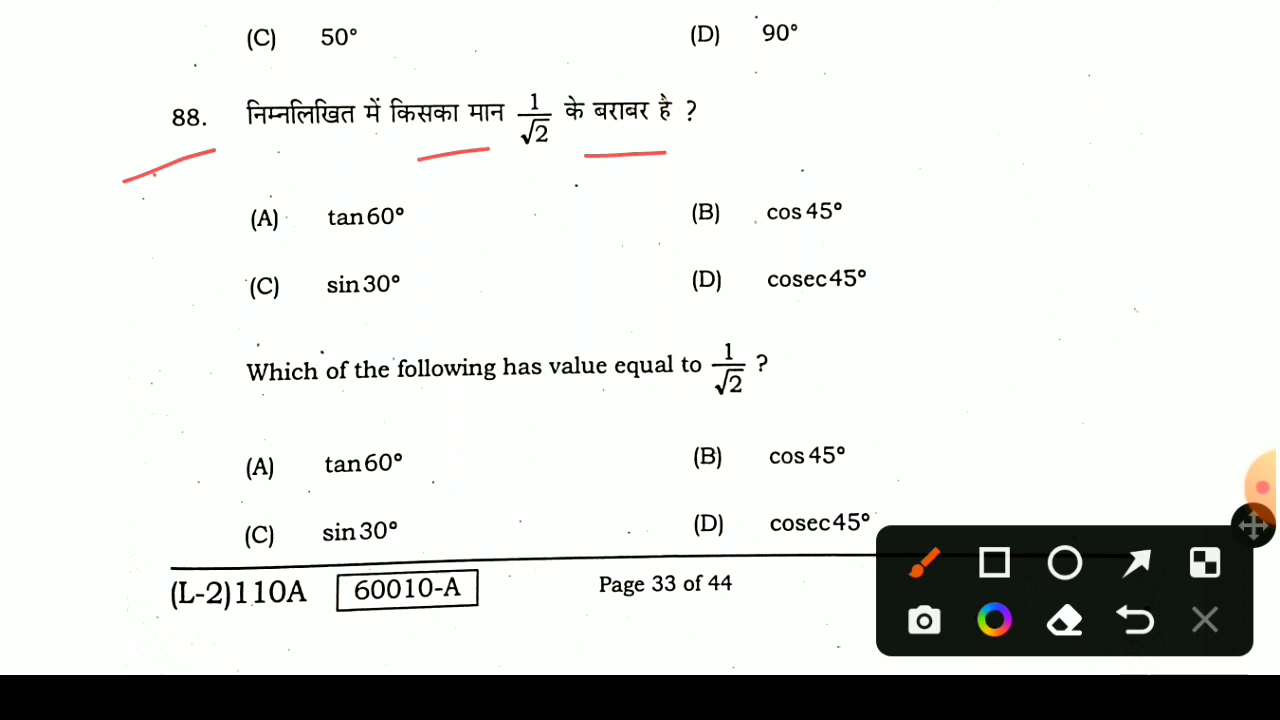 (C) 50° (D) 90°
88. निम्नलिखित में किसका मान 1/√2 के बराबर है ?
(A) tan60° (B) cos45°
(C) sin30° (D) cosec45°
Which of the following has value equal to 1/√2 ?
(A) tan60° (B) cos45°
(C) sin30° (D) cosec45°
(L-2)110A 60010-A Page 33 of 44